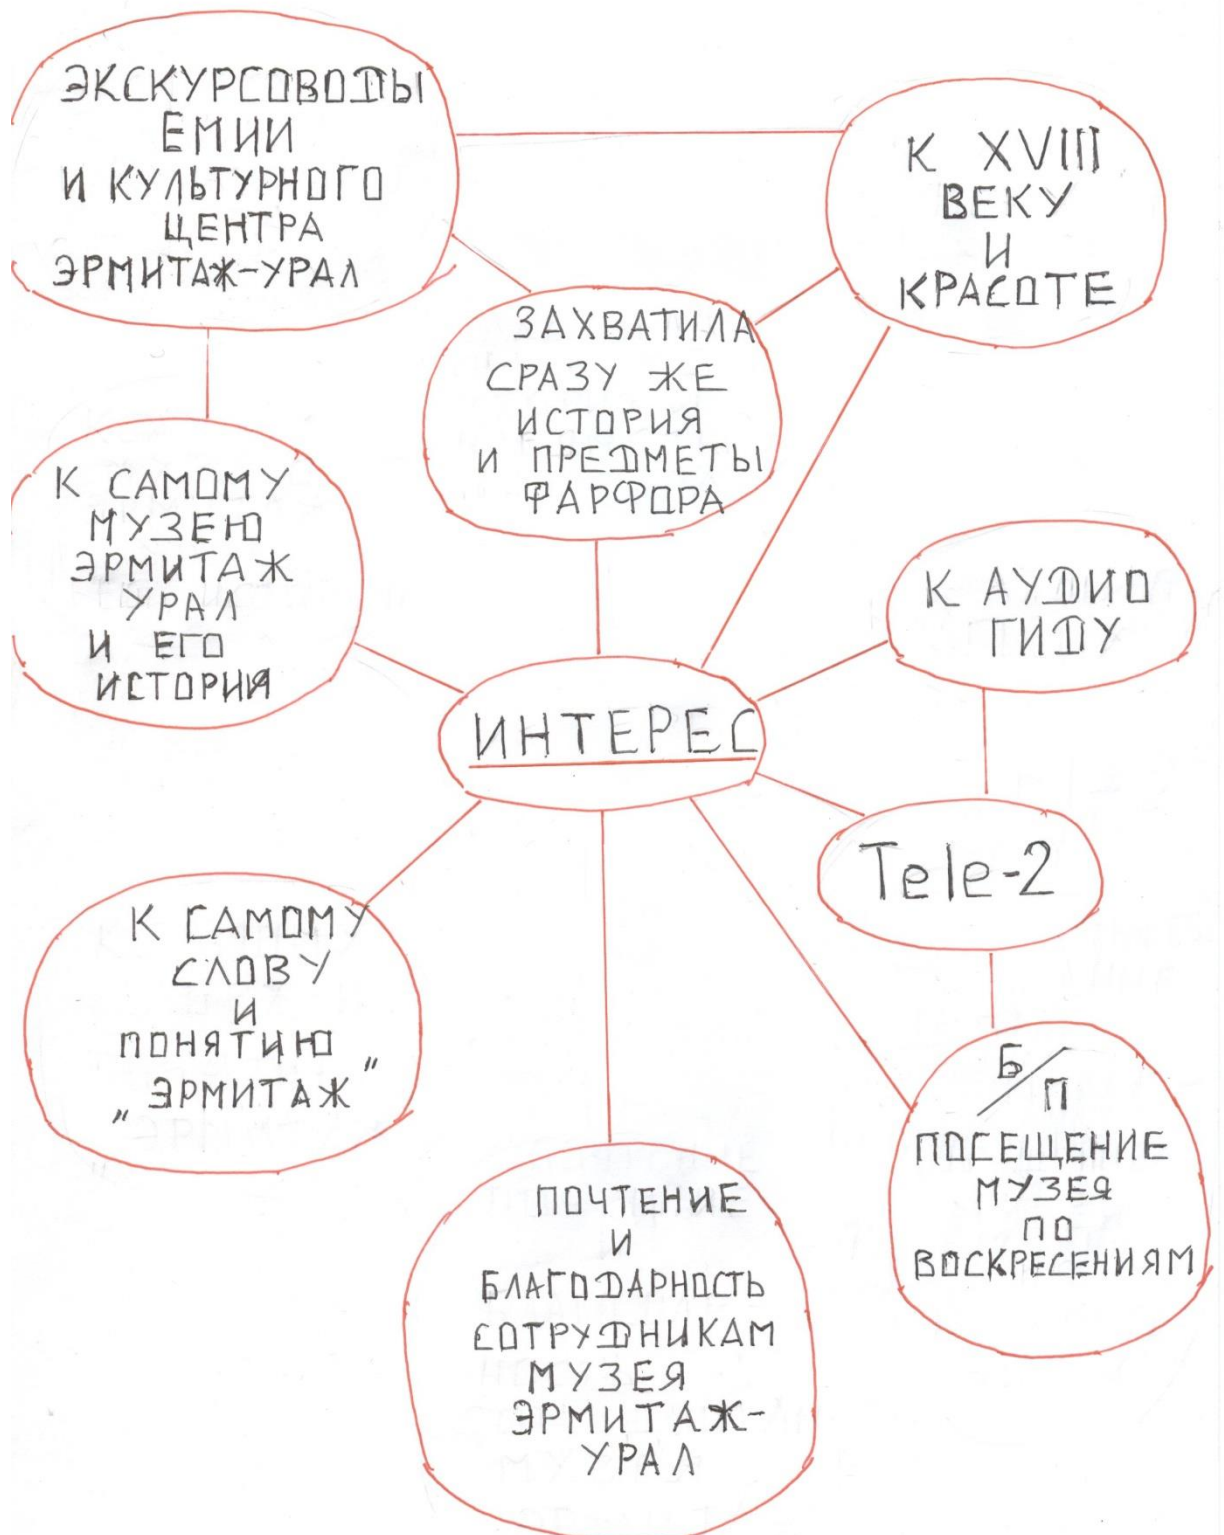 ЭКСКУРСОВОДЫ
ЕМИИ
И КУЛЬТУРНОГО
ЦЕНТРА
ЭРМИТАЖ-УРАЛ
К XVIII
ВЕКУ
И
КРАСОТЕ
ЗАХВАТИЛА
СРАЗУ ЖЕ
ИСТОРИЯ
И ПРЕДМЕТЫ
ФАРФОРА
К САМОМУ
МУЗЕЮ
ЭРМИТАЖ
УРАЛ
И ЕГО
ИСТОРИИ
К АУДИО
ГИДУ
ИНТЕРЕС
Tele-2
К САМОМУ
СЛОВУ
И
ПОНЯТИЮ
„ЭРМИТАЖ"
Б/П
ПОСЕЩЕНИЕ
МУЗЕЯ
ПО
ВОСКРЕСЕНИЯМ
ПОЧТЕНИЕ
И
БЛАГОДАРНОСТЬ
СОТРУДНИКАМ
МУЗЕЯ
ЭРМИТАЖ-
УРАЛ